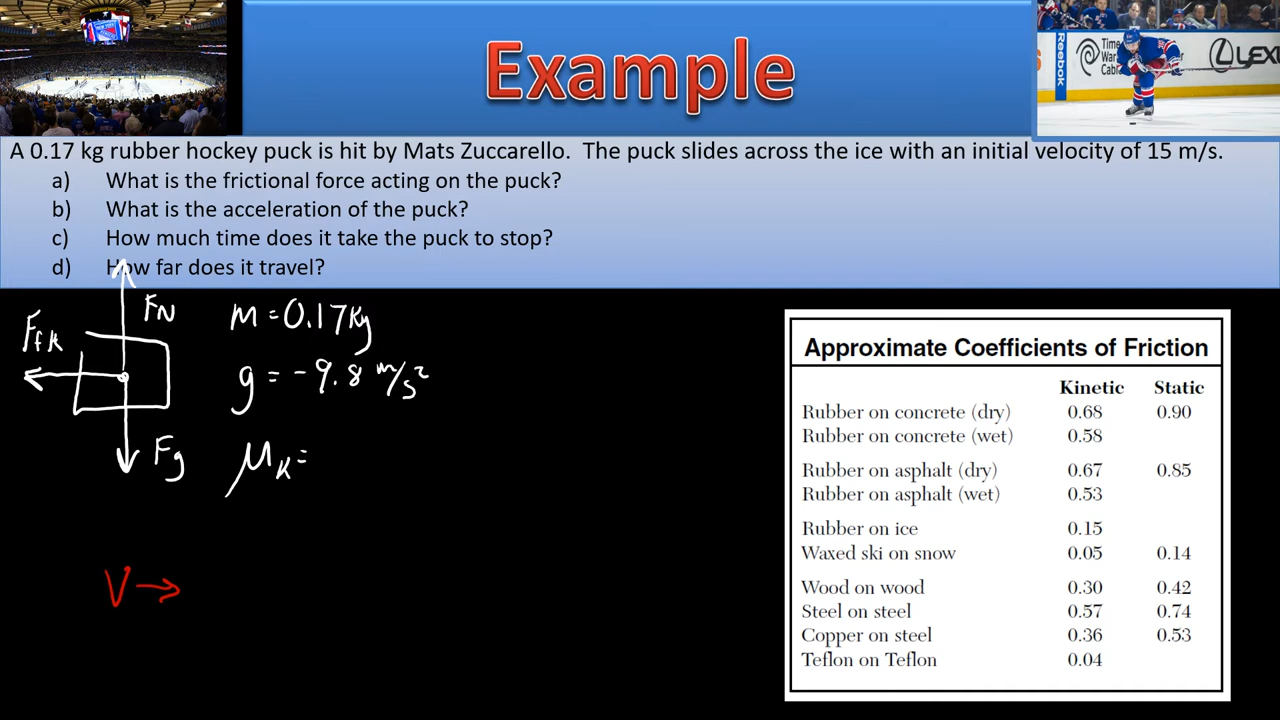 Example
Reebok
Time
War
Cabl
LEXU
A 0.17 kg rubber hockey puck is hit by Mats Zuccarello. The puck slides across the ice with an initial velocity of 15 m/s.
a) What is the frictional force acting on the puck?
b) What is the acceleration of the puck?
c) How much time does it take the puck to stop?
d) How far does it travel?
FN
Ffk
Fg
m = 0.17 kg
g = -9.8 m/s²
μk =
V →
Approximate Coefficients of Friction
Kinetic Static
Rubber on concrete (dry) 0.68 0.90
Rubber on concrete (wet) 0.58
Rubber on asphalt (dry) 0.67 0.85
Rubber on asphalt (wet) 0.53
Rubber on ice 0.15
Waxed ski on snow 0.05 0.14
Wood on wood 0.30 0.42
Steel on steel 0.57 0.74
Copper on steel 0.36 0.53
Teflon on Teflon 0.04